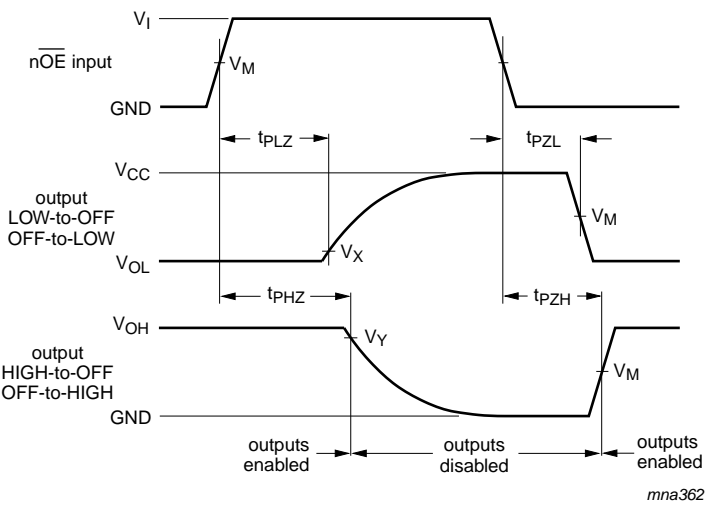 V_I
nO̅E̅ input
V_M
GND
t_PLZ
t_PZL
V_CC
output
LOW-to-OFF
OFF-to-LOW
V_M
V_X
V_OL
t_PHZ
t_PZH
V_OH
V_Y
output
HIGH-to-OFF
OFF-to-HIGH
V_M
GND
outputs
enabled
outputs
disabled
outputs
enabled
mna362